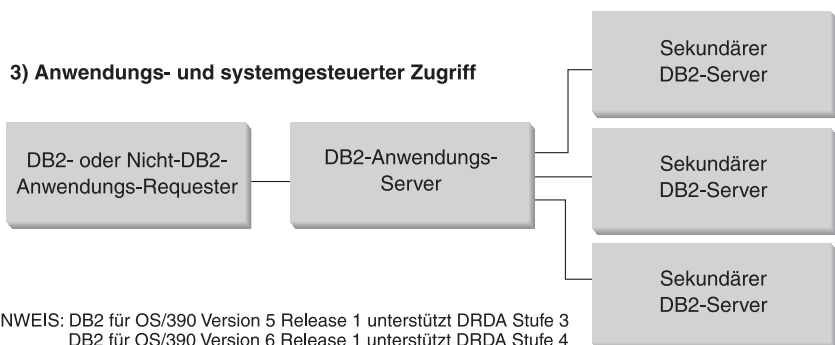 3) Anwendungs- und systemgesteuerter Zugriff
DB2- oder Nicht-DB2-
Anwendungs-Requester
DB2-Anwendungs-
Server
Sekundärer
DB2-Server
Sekundärer
DB2-Server
Sekundärer
DB2-Server
NWEIS: DB2 für OS/390 Version 5 Release 1 unterstützt DRDA Stufe 3
DB2 für OS/390 Version 6 Release 1 unterstützt DRDA Stufe 4